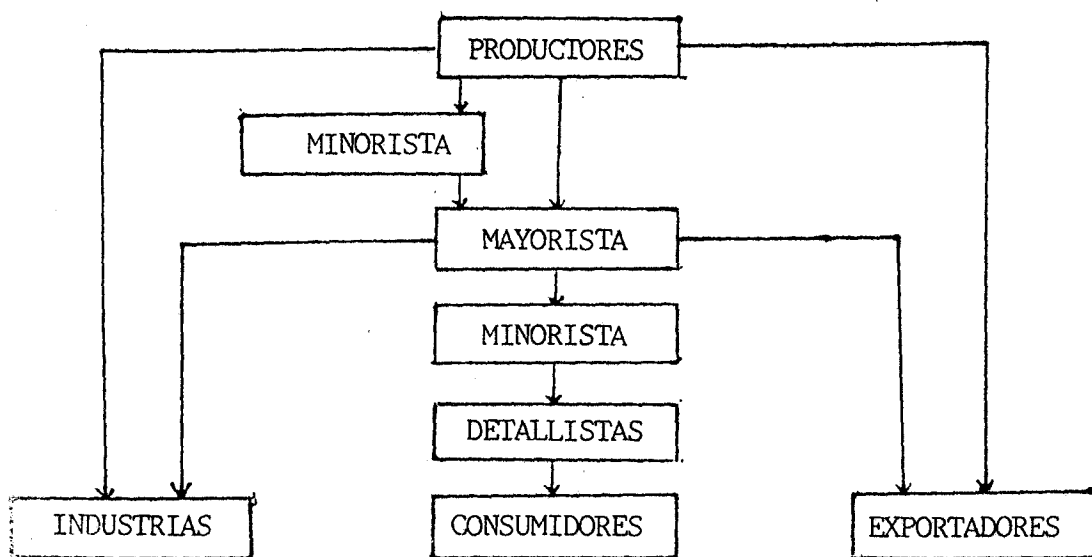 PRODUCTORES
MINORISTA
MAYORISTA
MINORISTA
DETALLISTAS
INDUSTRIAS
CONSUMIDORES
EXPORTADORES